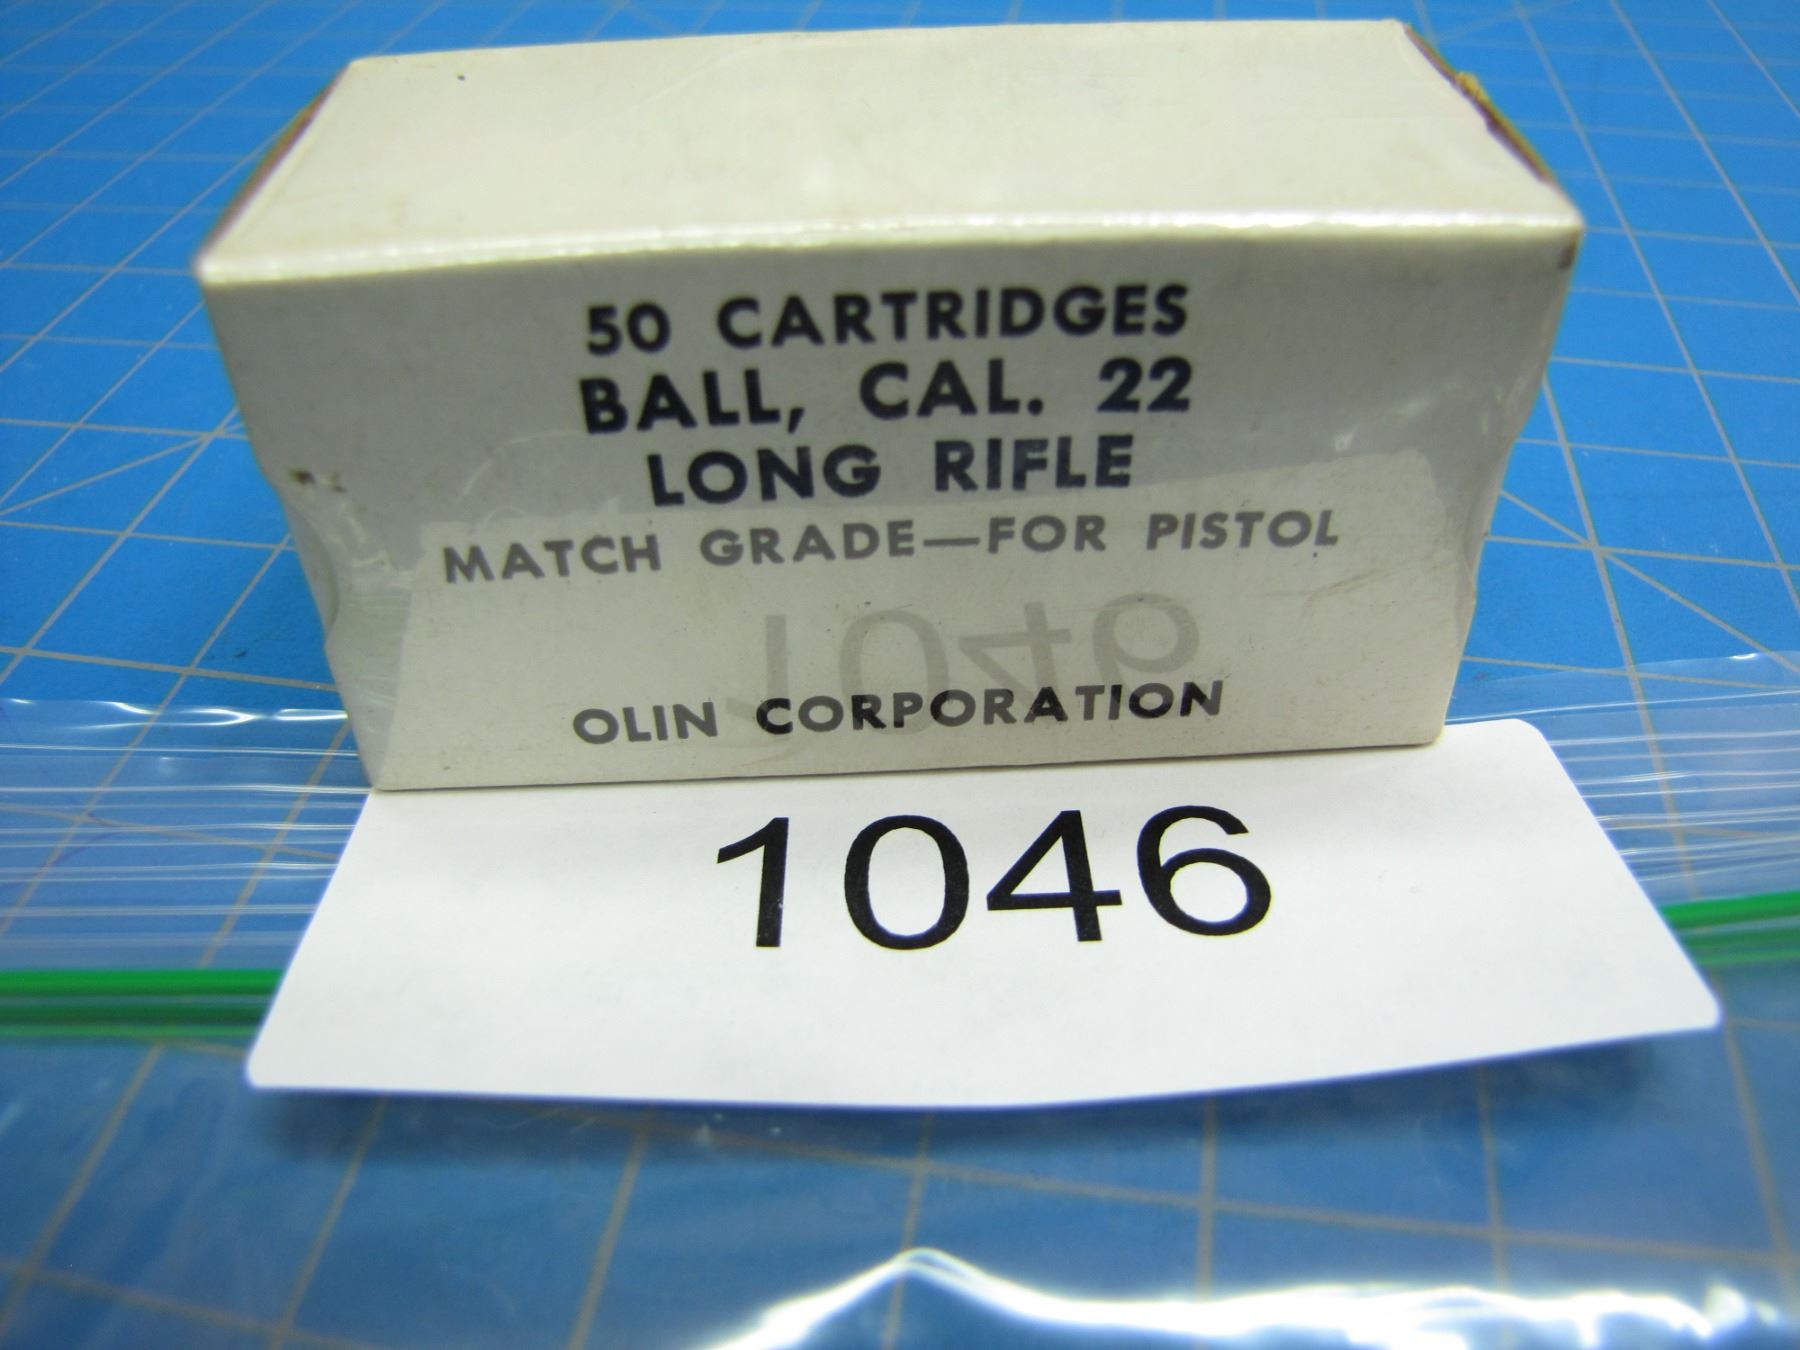 50 CARTRIDGES
BALL, CAL. 22
LONG RIFLE
MATCH GRADE—FOR PISTOL
OLIN CORPORATION
1046